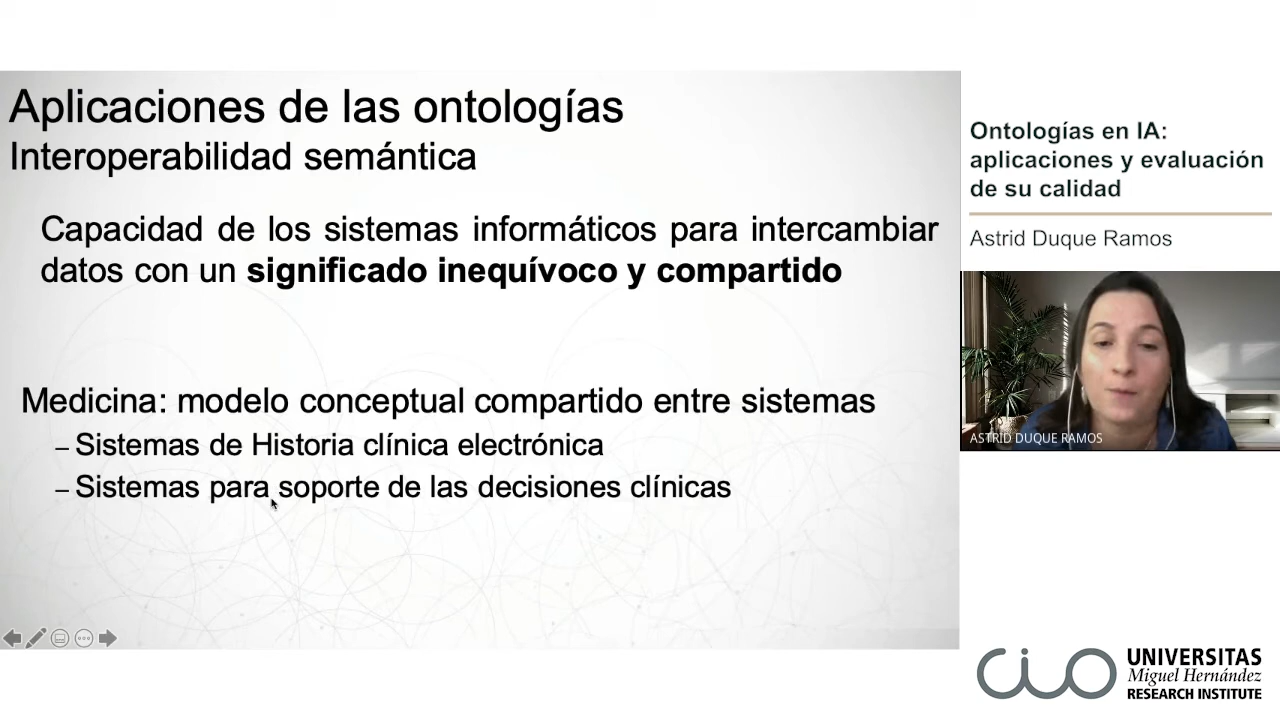 Aplicaciones de las ontologías
Interoperabilidad semántica
Capacidad de los sistemas informáticos para intercambiar
datos con un significado inequívoco y compartido
Medicina: modelo conceptual compartido entre sistemas
– Sistemas de Historia clínica electrónica
– Sistemas para soporte de las decisiones clínicas
Ontologías en IA:
aplicaciones y evaluación
de su calidad
Astrid Duque Ramos
ASTRID DUQUE RAMOS
cio
UNIVERSITAS
Miguel Hernández
RESEARCH INSTITUTE